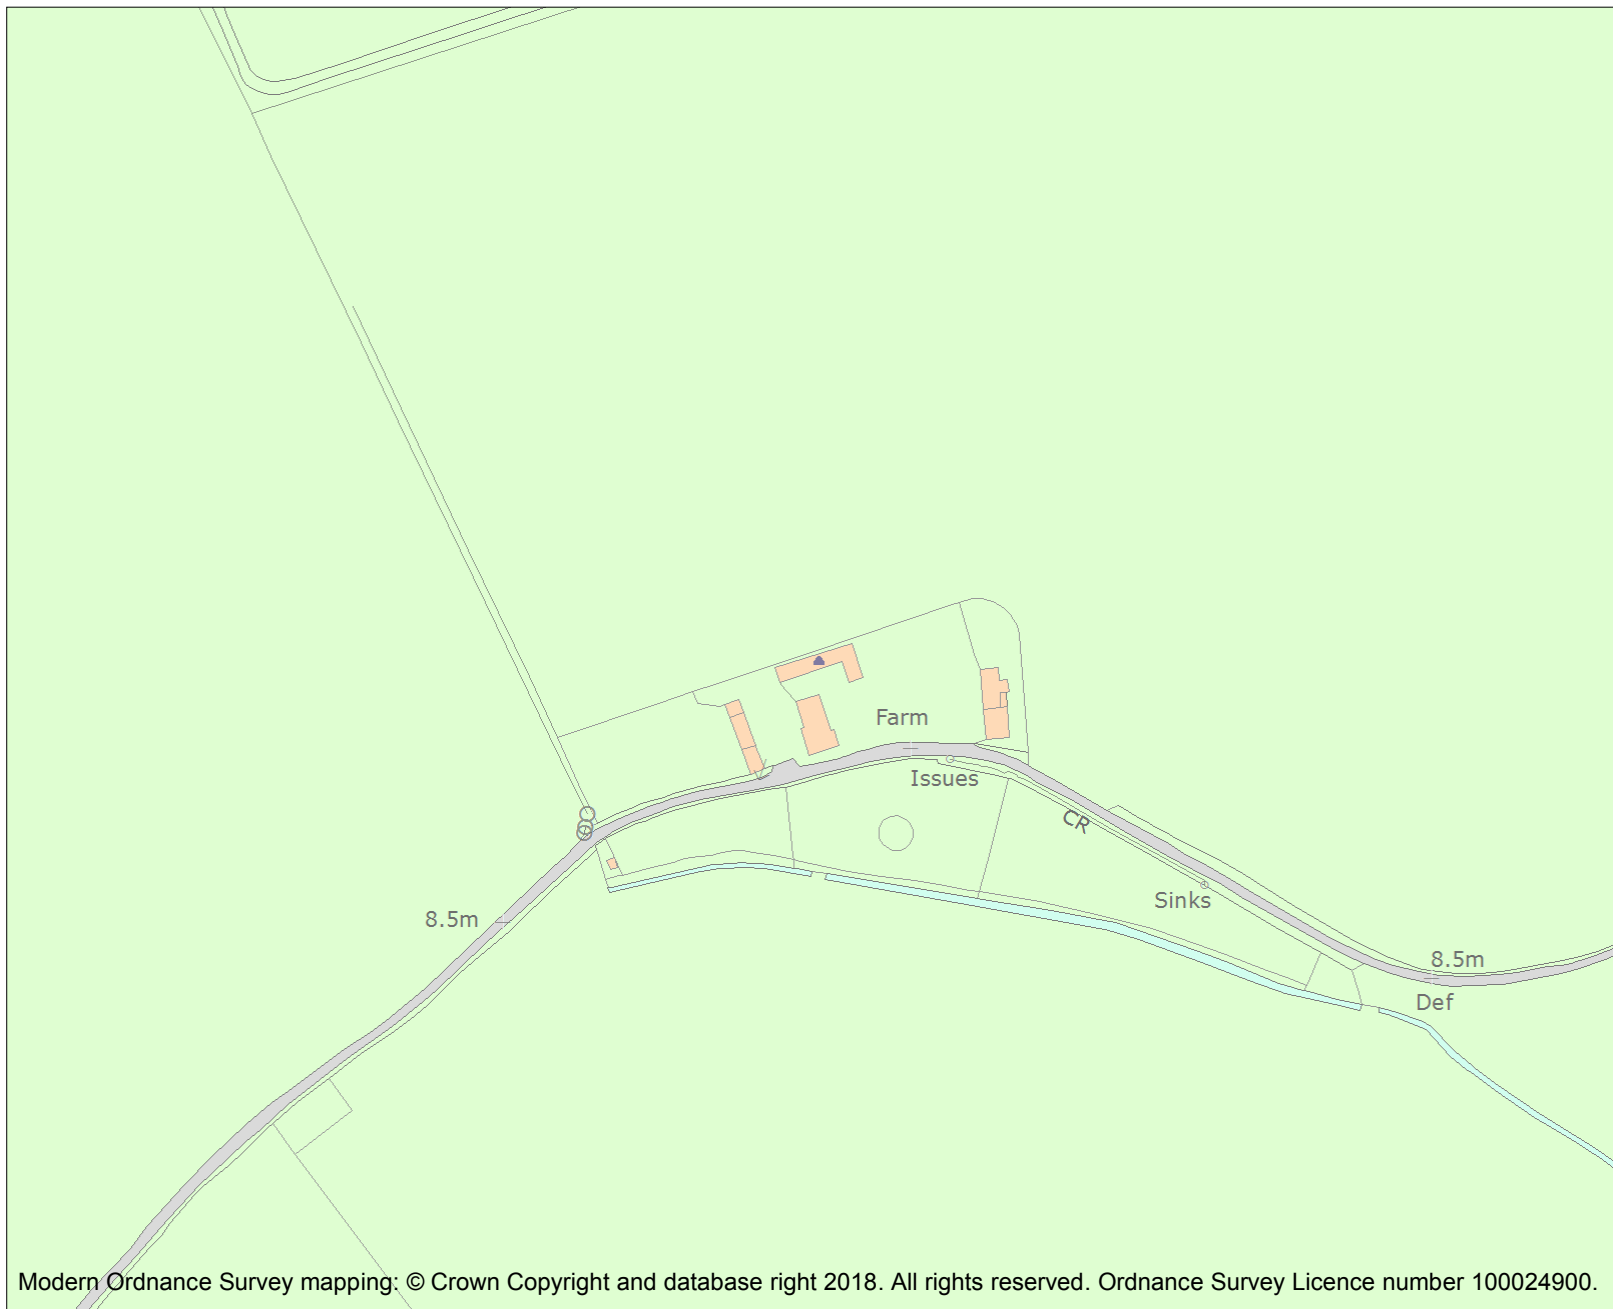 Farm
Issues
CR
Sinks
8.5m
8.5m
Def
Modern Ordnance Survey mapping: © Crown Copyright and database right 2018. All rights reserved. Ordnance Survey Licence number 100024900.